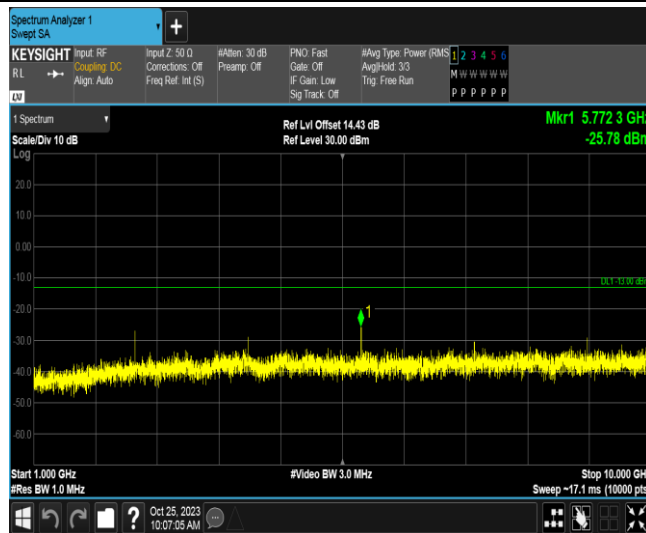 Spectrum Analyzer 1
Swept SA
+
KEYSIGHT
RL
LXI
Input: RF
Coupling: DC
Align: Auto
Input Z: 50 Ω
Corrections: Off
Freq Ref: Int (S)
#Atten: 30 dB
Preamp: Off
PNO: Fast
Gate: Off
IF Gain: Low
Sig Track: Off
#Avg Type: Power (RMS
Avg|Hold: 3/3
Trig: Free Run
1 2 3 4 5 6
M W W W W W
P P P P P P
1 Spectrum
Scale/Div 10 dB
Ref Lvl Offset 14.43 dB
Ref Level 30.00 dBm
Mkr1 5.772 3 GHz
-25.78 dBm
Log
20.0
10.0
0.00
-10.0
DL1 -13.00 dBm
-20.0
1
-30.0
-40.0
-50.0
-60.0
Start 1.000 GHz
#Res BW 1.0 MHz
#Video BW 3.0 MHz
Stop 10.000 GHz
Sweep ~17.1 ms (10000 pts)
?
Oct 25, 2023
10:07:05 AM